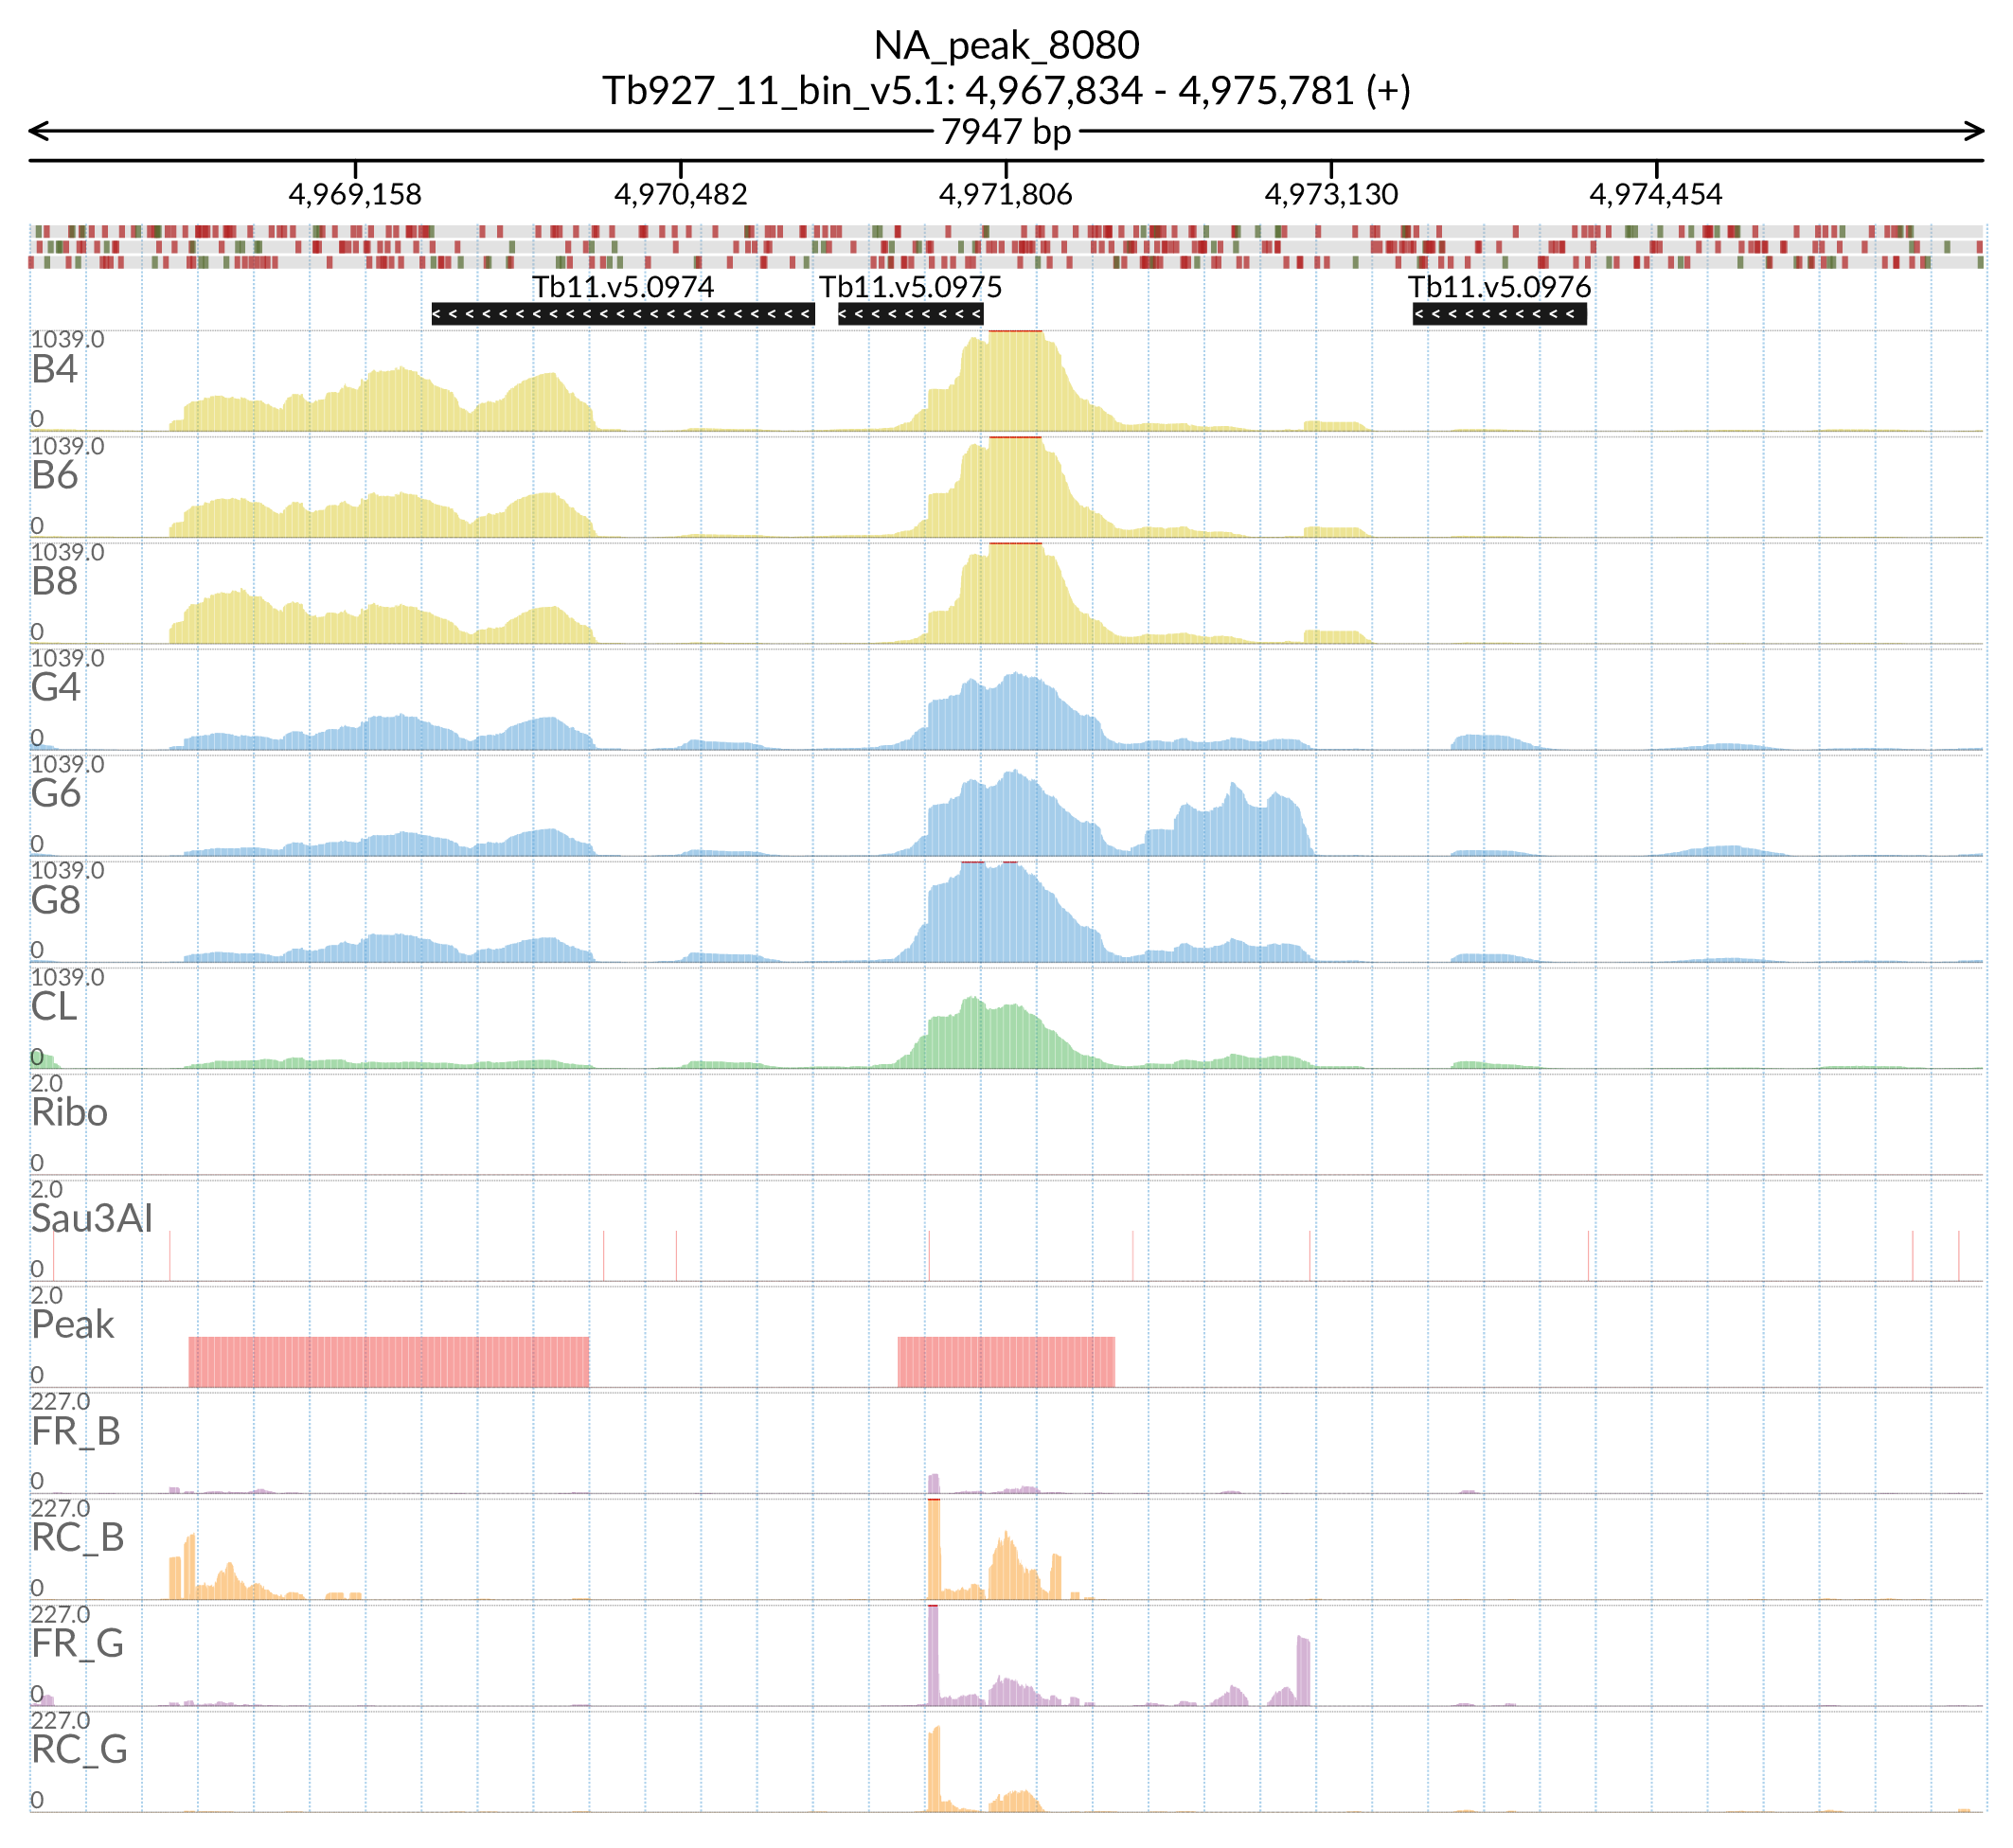 NA_peak_8080
Tb927_11_bin_v5.1: 4,967,834 - 4,975,781 (+)
7947 bp
4,969,158 4,970,482 4,971,806 4,973,130 4,974,454
Tb11.v5.0974 Tb11.v5.0975 Tb11.v5.0976
1039.0
B4
0
1039.0
B6
0
1039.0
B8
0
1039.0
G4
0
1039.0
G6
0
1039.0
G8
0
1039.0
CL
0
2.0
Ribo
0
2.0
Sau3AI
0
2.0
Peak
0
227.0
FR_B
0
227.0
RC_B
0
227.0
FR_G
0
227.0
RC_G
0